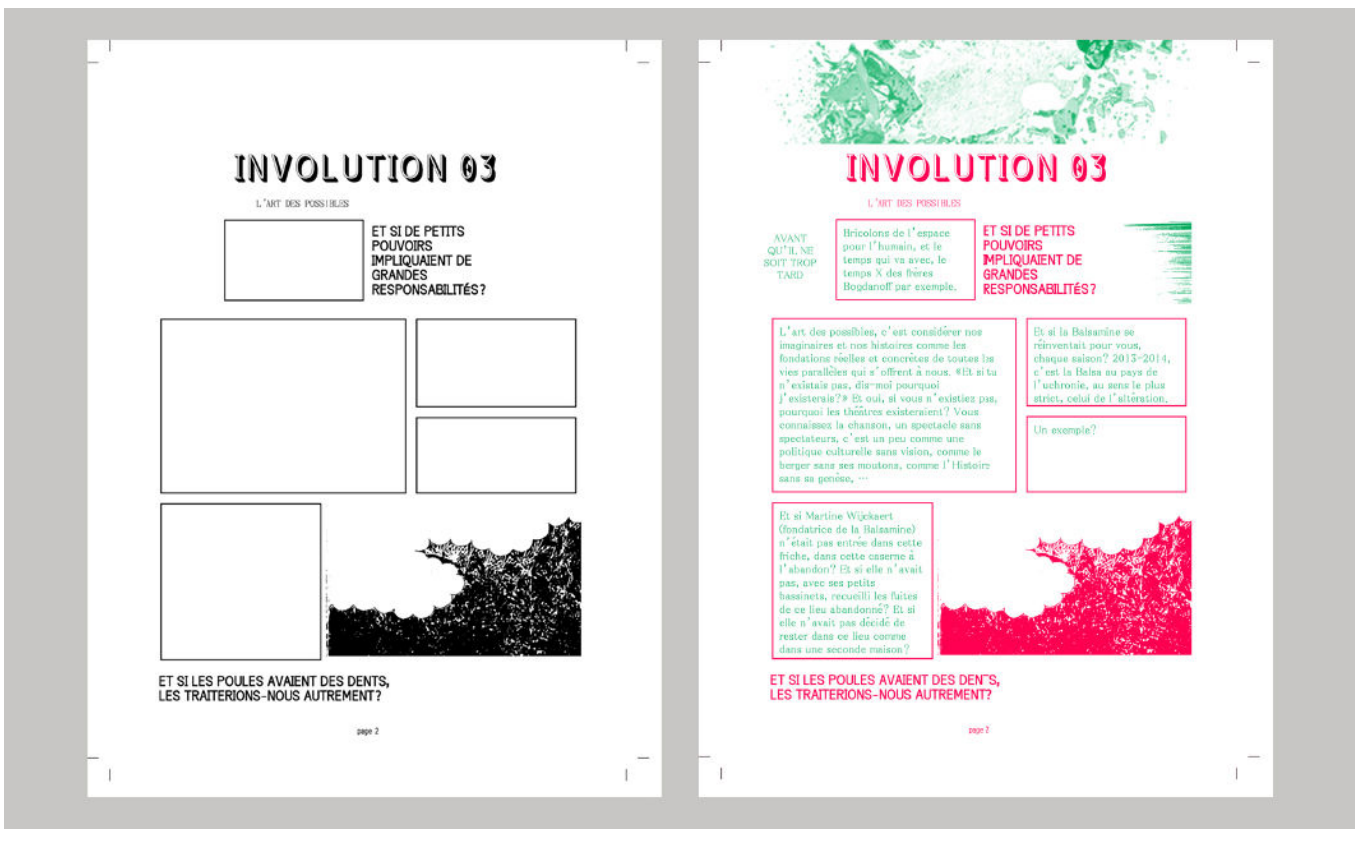 INVOLUTION 03
L'ART DES POSSIBLES
ET SI DE PETITS
POUVOIRS
IMPLIQUAIENT DE
GRANDES
RESPONSABILITÉS?
ET SI LES POULES AVAIENT DES DENTS,
LES TRAITERIONS-NOUS AUTREMENT?
page 2
INVOLUTION 03
L'ART DES POSSIBLES
AVANT
QU'IL NE
SOIT TROP
TARD
Bricolons de l'espace
pour l'humain, et le
temps qui va avec, le
temps X des frères
Bogdanoff par exemple.
ET SI DE PETITS
POUVOIRS
IMPLIQUAIENT DE
GRANDES
RESPONSABILITÉS?
L'art des possibles, c'est considérer nos
imaginaires et nos histoires comme les
fondations réelles et concrètes de toutes les
vies parallèles qui s'offrent à nous. «Et si tu
n'existais pas, dis-moi pourquoi
j'existerais?» Et oui, si vous n'existiez pas,
pourquoi les théâtres existeraient? Vous
connaissez la chanson, un spectacle sans
spectateurs, c'est un peu comme une
politique culturelle sans vision, comme le
berger sans ses moutons, comme l'Histoire
sans sa genèse, …
Et si la Balsamine se
réinventait pour vous,
chaque saison? 2013-2014,
c'est la Balsa au pays de
l'uchronie, au sens le plus
strict, celui de l'altération.
Un exemple?
Et si Martine Wijckaert
(fondatrice de la Balsamine)
n'était pas entrée dans cette
friche, dans cette caserne à
l'abandon? Et si elle n'avait
pas, avec ses petits
bassinets, recueilli les fuites
de ce lieu abandonné? Et si
elle n'avait pas décidé de
rester dans ce lieu comme
dans une seconde maison?
ET SI LES POULES AVAIENT DES DENTS,
LES TRAITERIONS-NOUS AUTREMENT?
page 2